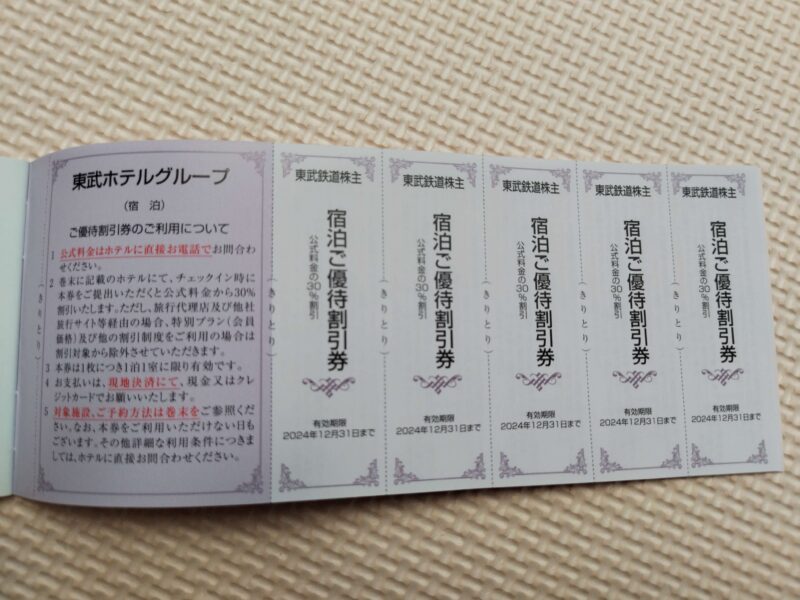 東武ホテルグループ
（宿　泊）
ご優待割引券のご利用について
1 公式料金はホテルに直接お電話でお問合わ
せください。
2 巻末に記載のホテルにて、チェックイン時に
本券をご提出いただくと公式料金から30%
割引いたします。ただし、旅行代理店及び他社
旅行サイト等経由の場合、特別プラン（会員
価格）及び他の割引制度をご利用の場合は
割引対象から除外させていただきます。
3 本券は1枚につき1泊1室に限り有効です。
4 お支払いは、現地決済にて、現金又はクレ
ジットカードでお願いいたします。
5 対象施設、ご予約方法は巻末をご参照くだ
さい。なお、本券をご利用いただけない日も
ございます。その他詳細な利用条件につきま
しては、ホテルに直接お問合わせください。
（きりとり）
東武鉄道株主
宿泊ご優待割引券
公式料金の30%割引
有効期限
2024年12月31日まで
（きりとり）
東武鉄道株主
宿泊ご優待割引券
公式料金の30%割引
有効期限
2024年12月31日まで
（きりとり）
東武鉄道株主
宿泊ご優待割引券
公式料金の30%割引
有効期限
2024年12月31日まで
（きりとり）
東武鉄道株主
宿泊ご優待割引券
公式料金の30%割引
有効期限
2024年12月31日まで
（きりとり）
東武鉄道株主
宿泊ご優待割引券
公式料金の30%割引
有効期限
2024年12月31日まで